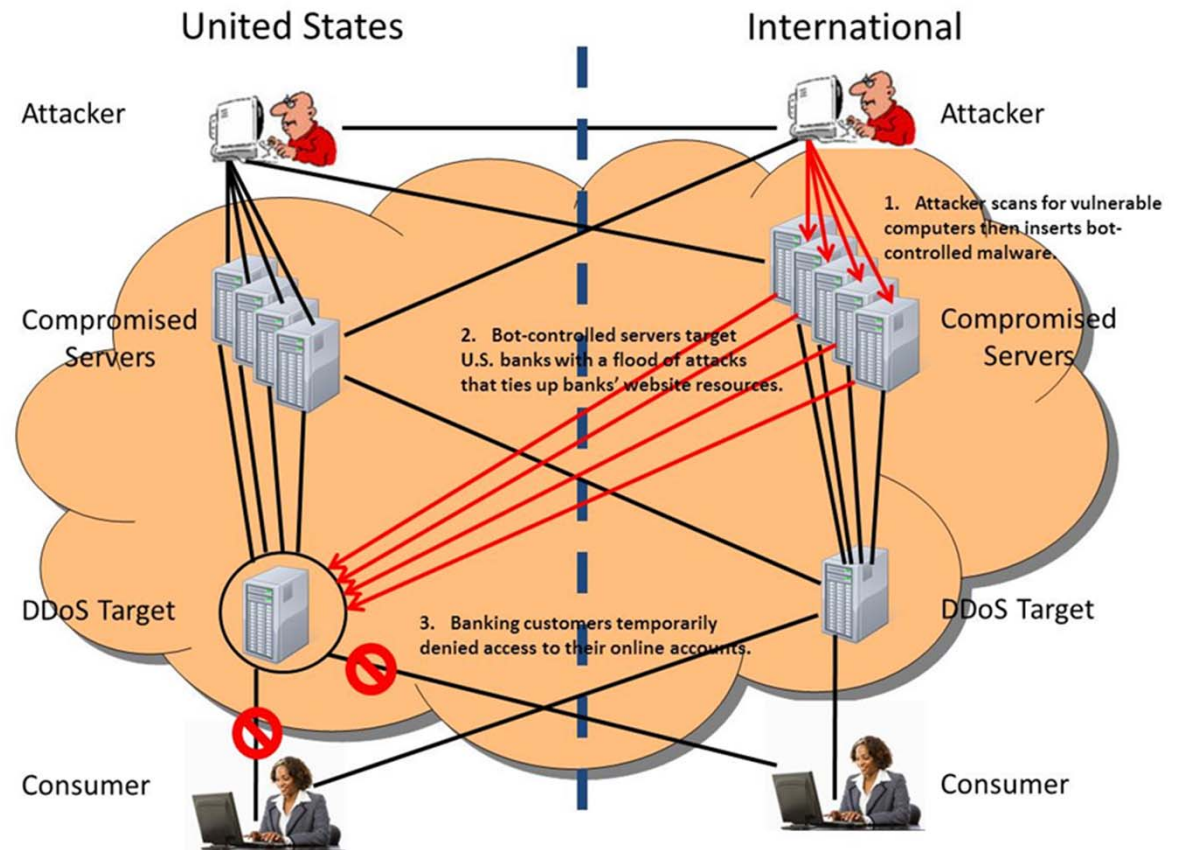 United States
International
Attacker
Attacker
1. Attacker scans for vulnerable
computers then inserts bot-
controlled malware.
Compromised
Servers
2. Bot-controlled servers target
U.S. banks with a flood of attacks
that ties up banks' website resources.
Compromised
Servers
DDoS Target
3. Banking customers temporarily
denied access to their online accounts.
DDoS Target
Consumer
Consumer